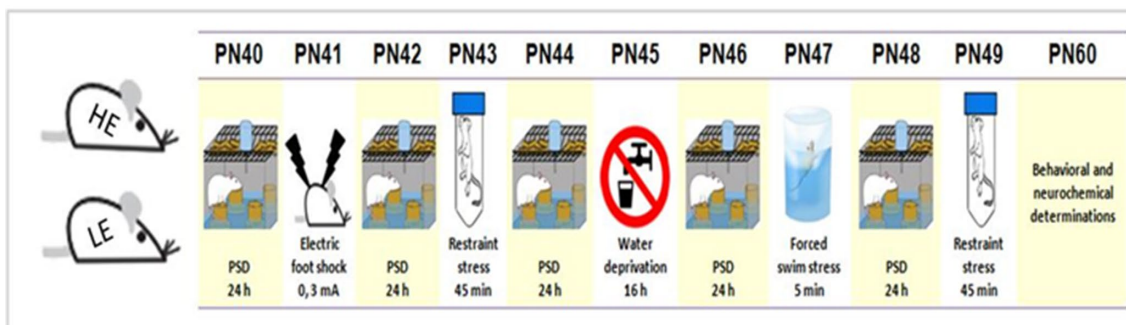 PN40 PN41 PN42 PN43 PN44 PN45 PN46 PN47 PN48 PN49 PN60
HE
LE
Behavioral and
neurochemical
determinations
PSD
24 h
Electric
foot shock
0, 3 mA
PSD
24 h
Restraint
stress
45 min
PSD
24 h
Water
deprivation
16 h
PSD
24 h
Forced
swim stress
5 min
PSD
24 h
Restraint
stress
45 min